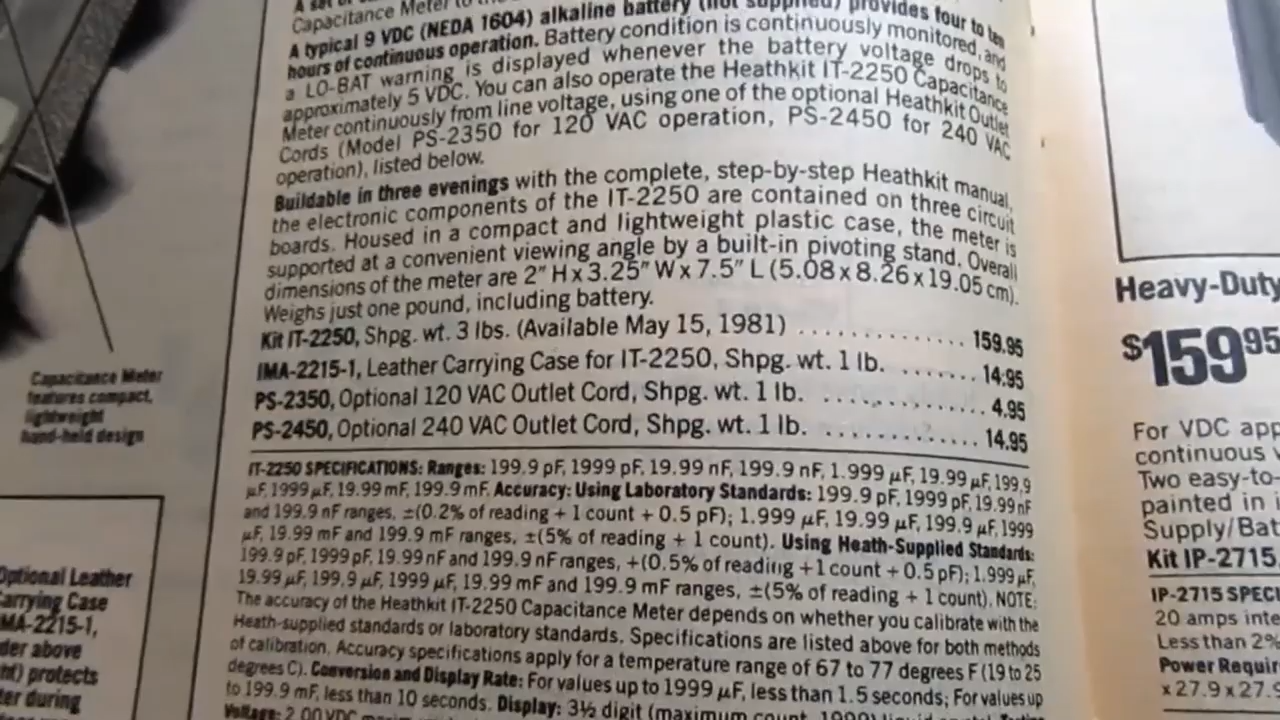 A set of
Capacitance Meter to the
A typical 9 VDC (NEDA 1604) alkaline battery (not supplied) provides four to ten
hours of continuous operation. Battery condition is continuously monitored, and
a LO-BAT warning is displayed whenever the battery voltage drops to
approximately 5 VDC. You can also operate the Heathkit IT-2250 Capacitance
Meter continuously from line voltage, using one of the optional Heathkit Outlet
Cords (Model PS-2350 for 120 VAC operation, PS-2450 for 240 VAC
operation), listed below.
Buildable in three evenings with the complete, step-by-step Heathkit manual,
the electronic components of the IT-2250 are contained on three circuit
boards. Housed in a compact and lightweight plastic case, the meter is
supported at a convenient viewing angle by a built-in pivoting stand. Overall
dimensions of the meter are 2" H x 3.25" W x 7.5" L (5.08 x 8.26 x 19.05 cm).
Weighs just one pound, including battery.
Kit IT-2250, Shpg. wt. 3 lbs. (Available May 15, 1981) ............ 159.95
IMA-2215-1, Leather Carrying Case for IT-2250, Shpg. wt. 1 lb. ....... 14.95
PS-2350, Optional 120 VAC Outlet Cord, Shpg. wt. 1 lb. ............ 4.95
PS-2450, Optional 240 VAC Outlet Cord, Shpg. wt. 1 lb. ............ 14.95
IT-2250 SPECIFICATIONS: Ranges: 199.9 pF, 1999 pF, 19.99 nF, 199.9 nF, 1.999 µF, 19.99 µF, 199.9
µF, 1999 µF, 19.99 mF, 199.9 mF. Accuracy: Using Laboratory Standards: 199.9 pF, 1999 pF, 19.99 nF
and 199.9 nF ranges, ±(0.2% of reading + 1 count + 0.5 pF); 1.999 µF, 19.99 µF, 199.9 µF, 1999
µF, 19.99 mF and 199.9 mF ranges, ±(5% of reading + 1 count). Using Heath-Supplied Standards:
199.9 pF, 1999 pF, 19.99 nF and 199.9 nF ranges, +(0.5% of reading +1 count + 0.5 pF); 1.999 µF,
19.99 µF, 199.9 µF, 1999 µF, 19.99 mF and 199.9 mF ranges, ±(5% of reading + 1 count). NOTE:
The accuracy of the Heathkit IT-2250 Capacitance Meter depends on whether you calibrate with the
Heath-supplied standards or laboratory standards. Specifications are listed above for both methods
of calibration. Accuracy specifications apply for a temperature range of 67 to 77 degrees F (19 to 25
degrees C). Conversion and Display Rate: For values up to 1999 µF, less than 1.5 seconds; For values up
to 199.9 mF, less than 10 seconds. Display: 3½ digit (maximum count, 1999) liquid
Voltage: 2.00 VDC
Capacitance Meter
features compact,
lightweight
hand-held design
Optional Leather
Carrying Case
IMA-2215-1,
der above
ht) protects
ter during
Heavy-Duty
$159.95
For VDC app
continuous
Two easy-to-
painted in
Supply/Bat
Kit IP-2715,
IP-2715 SPECI
20 amps inte
Less than 2%
Power Requir
x 27.9 x 27.9